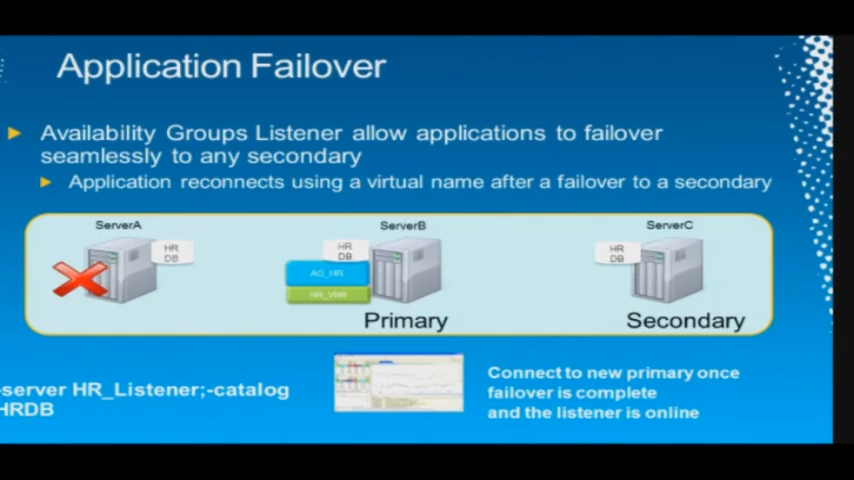 Application Failover
Availability Groups Listener allow applications to failover
seamlessly to any secondary
Application reconnects using a virtual name after a failover to a secondary
ServerA
ServerB
ServerC
HR
DB
HR
DB
HR
DB
AG_HR
HR_VNN
Primary
Secondary
-server HR_Listener;-catalog
HRDB
Connect to new primary once
failover is complete
and the listener is online